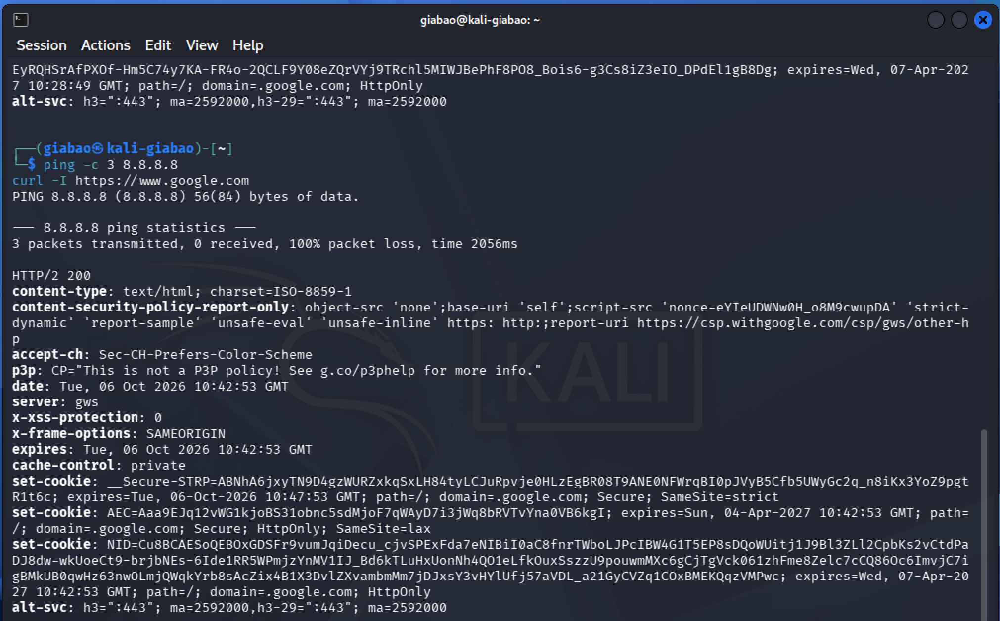 giabao@kali-giabao: ~
Session Actions Edit View Help
EyRQHSrAfPXOf-Hm5C74y7KA-FR4o-2QCLF9Y08eZQrVYj9TRchl5MIWJBePhF8PO8_Bois6-g3Cs8iZ3eIO_DPdEl1gB8Dg; expires=Wed, 07-Apr-202
7 10:28:49 GMT; path=/; domain=.google.com; HttpOnly
alt-svc: h3=":443"; ma=2592000,h3-29=":443"; ma=2592000
┌──(giabao㉿kali-giabao)-[~]
└─$ ping -c 3 8.8.8.8
curl -I https://www.google.com
PING 8.8.8.8 (8.8.8.8) 56(84) bytes of data.
--- 8.8.8.8 ping statistics ---
3 packets transmitted, 0 received, 100% packet loss, time 2056ms
HTTP/2 200
content-type: text/html; charset=ISO-8859-1
content-security-policy-report-only: object-src 'none';base-uri 'self';script-src 'nonce-eYIeUDWNw0H_o8M9cwupDA' 'strict-
dynamic' 'report-sample' 'unsafe-eval' 'unsafe-inline' https: http:;report-uri https://csp.withgoogle.com/csp/gws/other-h
p
accept-ch: Sec-CH-Prefers-Color-Scheme
p3p: CP="This is not a P3P policy! See g.co/p3phelp for more info."
date: Tue, 06 Oct 2026 10:42:53 GMT
server: gws
x-xss-protection: 0
x-frame-options: SAMEORIGIN
expires: Tue, 06 Oct 2026 10:42:53 GMT
cache-control: private
set-cookie: __Secure-STRP=ABNhA6jxyTN9D4gzWURZxkqSxLH84tyLCJuRpvje0HLzEgBR08T9ANE0NFWrqBI0pJVyB5Cfb5UWyGc2q_n8iKx3YoZ9pgt
R1t6c; expires=Tue, 06-Oct-2026 10:47:53 GMT; path=/; domain=.google.com; Secure; SameSite=strict
set-cookie: AEC=Aaa9EJq12vWG1kjoBS31obnc5sdMjoF7qWAyD7i3jWq8bRVTvYna0VB6kgI; expires=Sun, 04-Apr-2027 10:42:53 GMT; path=
/; domain=.google.com; Secure; HttpOnly; SameSite=lax
set-cookie: NID=Cu8BCAESoQEBOxGDSFr9vumJqiDecu_cjvSPExFda7eNIBiI0aC8fnrTWboLJPcIBW4G1T5EP8sDQoWUitj1J9Bl3ZLl2CpbKs2vCtdPa
DJ8dw-wkUoeCt9-brjbNEs-6Ide1RR5WPmjzYnMV1IJ_Bd6kTLuHxUonNh4QO1eLfkOuxSszzU9pouwmMXc6gCjTgVck061zhFme8Zelc7cCQ86Oc6ImvjC7i
gBMkUB0qwHz63nwOLmjQWqkYrb8sAcZix4B1X3DvlZXvambmMm7jDJxsY3vHYlUfj57aVDL_a21GyCVZq1COxBMEKQqzVMPwc; expires=Wed, 07-Apr-20
27 10:42:53 GMT; path=/; domain=.google.com; HttpOnly
alt-svc: h3=":443"; ma=2592000,h3-29=":443"; ma=2592000
KALI